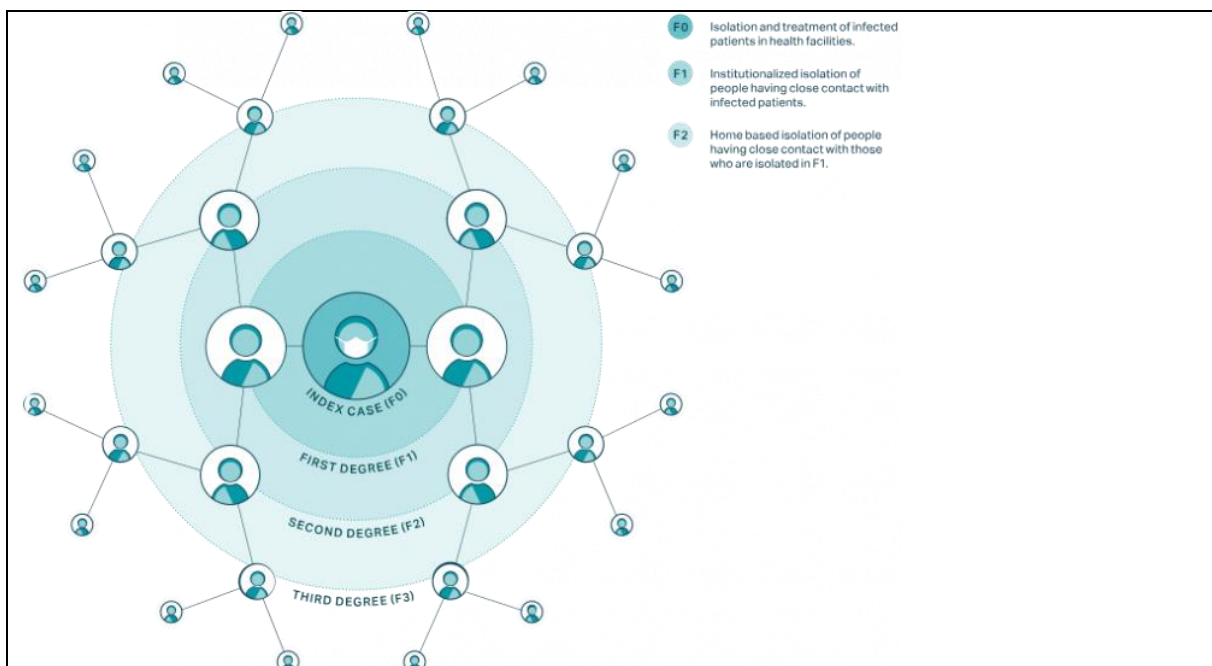 F0 Isolation and treatment of infected
patients in health facilities.
F1 Institutionalized isolation of
people having close contact with
infected patients.
F2 Home based isolation of people
having close contact with those
who are isolated in F1.
INDEX CASE (F0)
FIRST DEGREE (F1)
SECOND DEGREE (F2)
THIRD DEGREE (F3)